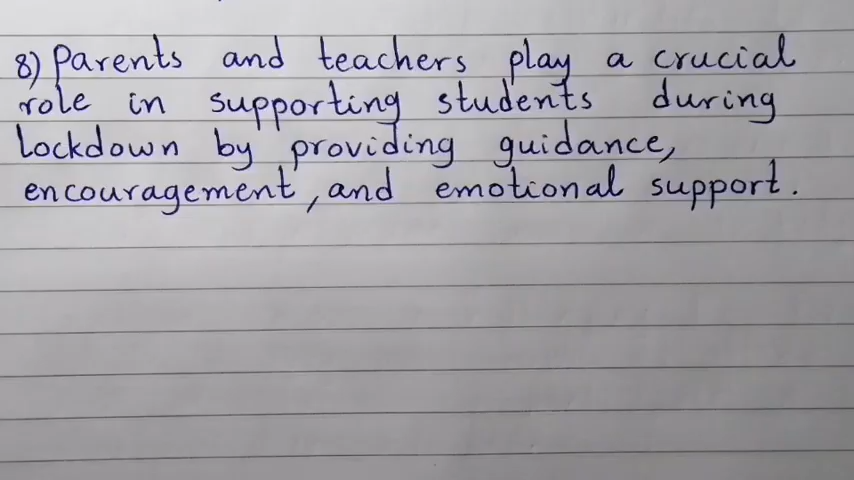 8) Parents and teachers play a crucial
role in supporting students during
lockdown by providing guidance,
encouragement, and emotional support.